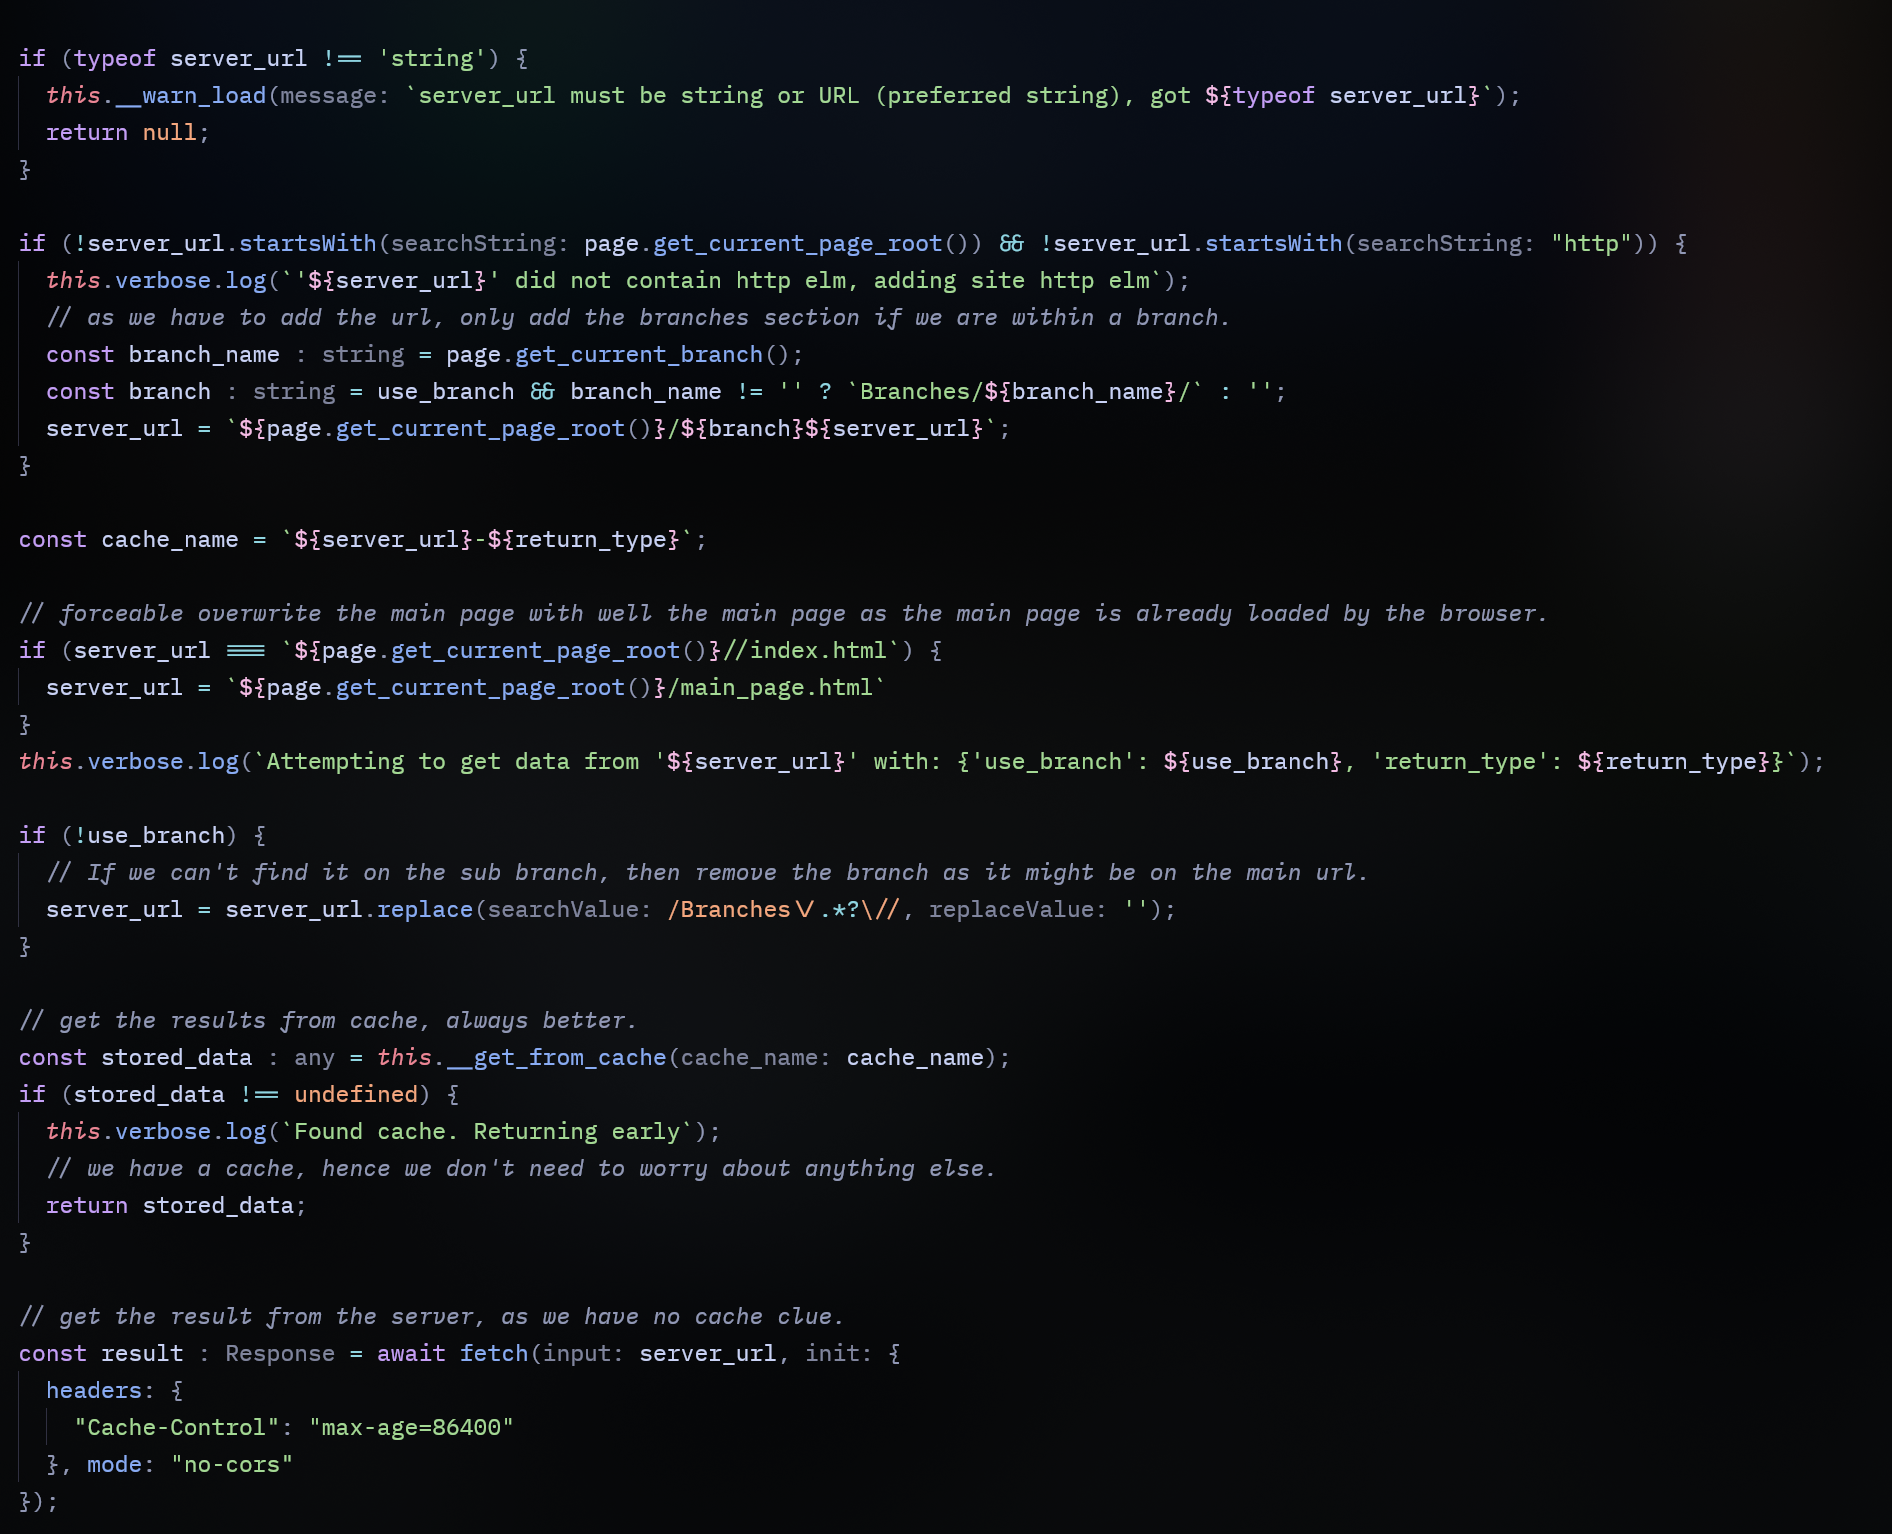 if (typeof server_url !== 'string') {
this.__warn_load(message: `server_url must be string or URL (preferred string), got ${typeof server_url}`);
return null;
}
if (!server_url.startsWith(searchString: page.get_current_page_root()) && !server_url.startsWith(searchString: "http")) {
this.verbose.log(`'${server_url}' did not contain http elm, adding site http elm`);
// as we have to add the url, only add the branches section if we are within a branch.
const branch_name : string = page.get_current_branch();
const branch : string = use_branch && branch_name != '' ? `Branches/${branch_name}/` : '';
server_url = `${page.get_current_page_root()}/${branch}${server_url}`;
}
const cache_name = `${server_url}-${return_type}`;
// forceable overwrite the main page with well the main page as the main page is already loaded by the browser.
if (server_url === `${page.get_current_page_root()}//index.html`) {
server_url = `${page.get_current_page_root()}/main_page.html`
}
this.verbose.log(`Attempting to get data from '${server_url}' with: {'use_branch': ${use_branch}, 'return_type': ${return_type}}`);
if (!use_branch) {
// If we can't find it on the sub branch, then remove the branch as it might be on the main url.
server_url = server_url.replace(searchValue: /Branches\/.*?\//, replaceValue: '');
}
// get the results from cache, always better.
const stored_data : any = this.__get_from_cache(cache_name: cache_name);
if (stored_data !== undefined) {
this.verbose.log(`Found cache. Returning early`);
// we have a cache, hence we don't need to worry about anything else.
return stored_data;
}
// get the result from the server, as we have no cache clue.
const result : Response = await fetch(input: server_url, init: {
headers: {
"Cache-Control": "max-age=86400"
}, mode: "no-cors"
});